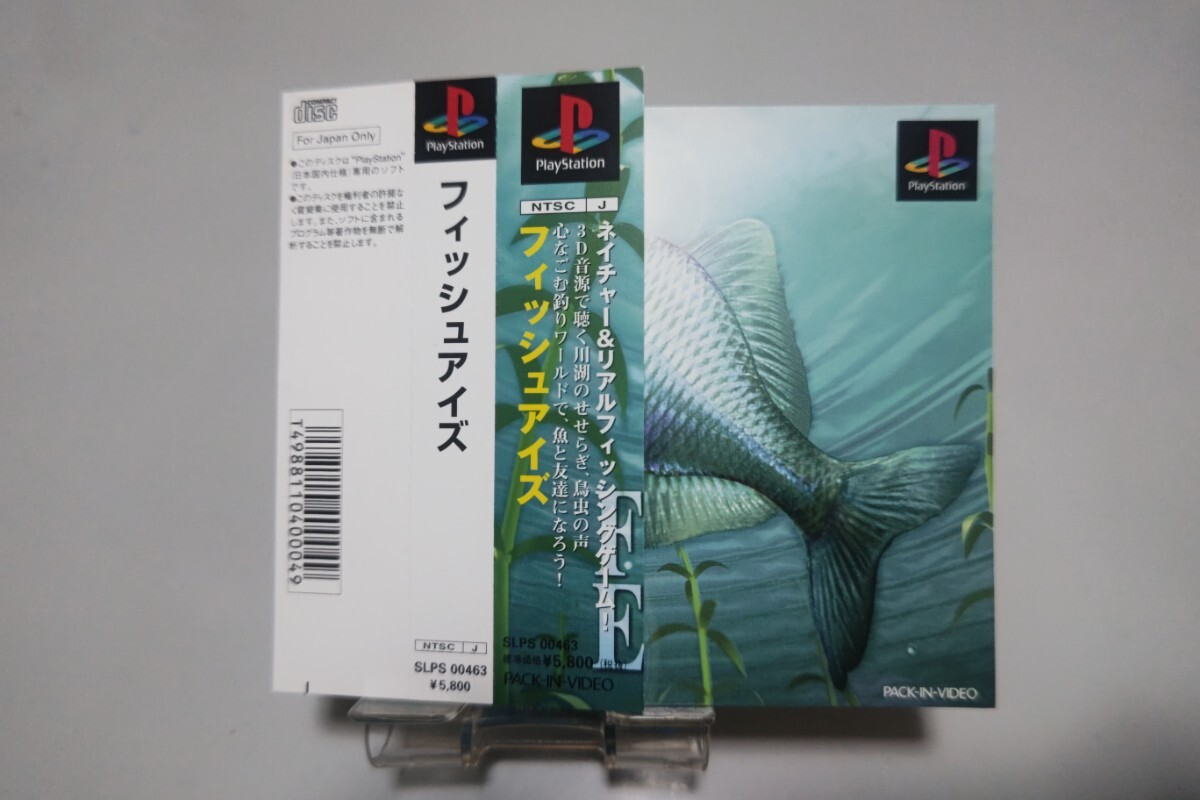 COMPACT
disc
For Japan Only
●このディスクは"PlayStation"
(日本国内仕様)専用のソフト
です。
●このディスクを権利者の許諾な
く賃貸業に使用することを禁止
します。また、ソフトに含まれる
プログラム等著作物を無断で解
析することを禁止します。
T4988110400049
PlayStation
フィッシュアイズ
NTSC J
SLPS 00463
¥5,800
PlayStation
NTSC J
ネイチャー&リアルフィッシングゲーム!
3D音源で聴く川湖のせせらぎ、鳥虫の声
心なごむ釣りワールドで、魚と友達になろう!
フィッシュアイズ
F.E
SLPS 00463
標準価格¥5,800(税抜)
PACK-IN-VIDEO
PlayStation
PACK-IN-VIDEO